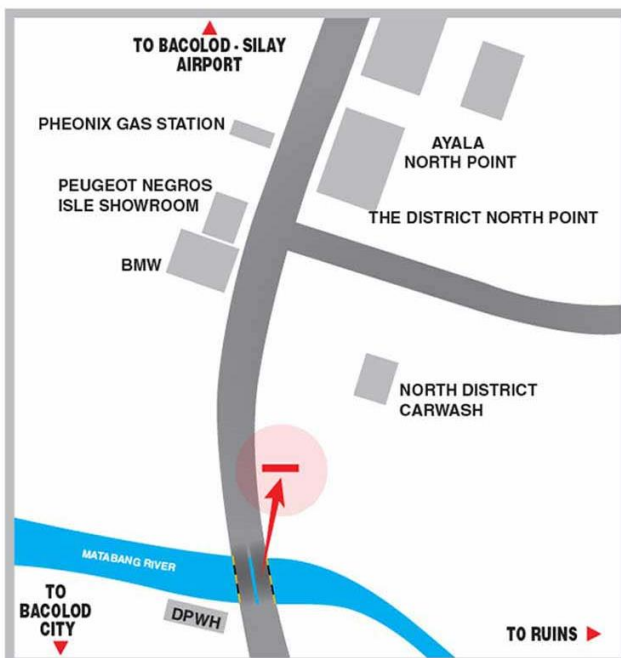 TO BACOLOD - SILAY
AIRPORT
PHEONIX GAS STATION
AYALA
NORTH POINT
PEUGEOT NEGROS
ISLE SHOWROOM
THE DISTRICT NORTH POINT
BMW
NORTH DISTRICT
CARWASH
MATABANG RIVER
TO
BACOLOD
CITY
DPWH
TO RUINS